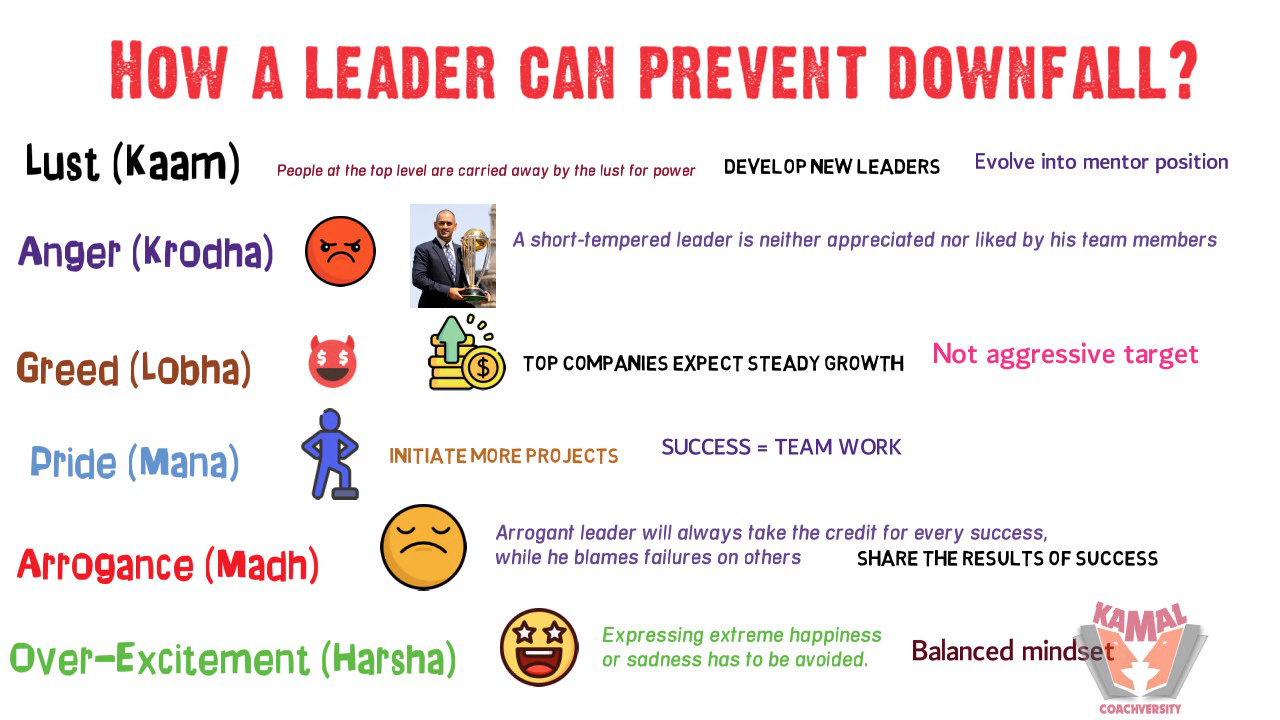 HOW A LEADER CAN PREVENT DOWNFALL?
Lust (Kaam)
People at the top level are carried away by the lust for power
DEVELOP NEW LEADERS
Evolve into mentor position
Anger (Krodha)
A short-tempered leader is neither appreciated nor liked by his team members
Greed (Lobha)
$ $
$
TOP COMPANIES EXPECT STEADY GROWTH
Not aggressive target
Pride (Mana)
INITIATE MORE PROJECTS
SUCCESS = TEAM WORK
Arrogance (Madh)
Arrogant leader will always take the credit for every success,
while he blames failures on others
SHARE THE RESULTS OF SUCCESS
Over-Excitement (Harsha)
Expressing extreme happiness
or sadness has to be avoided.
Balanced mindset
KAMAL
COACHVERSITY